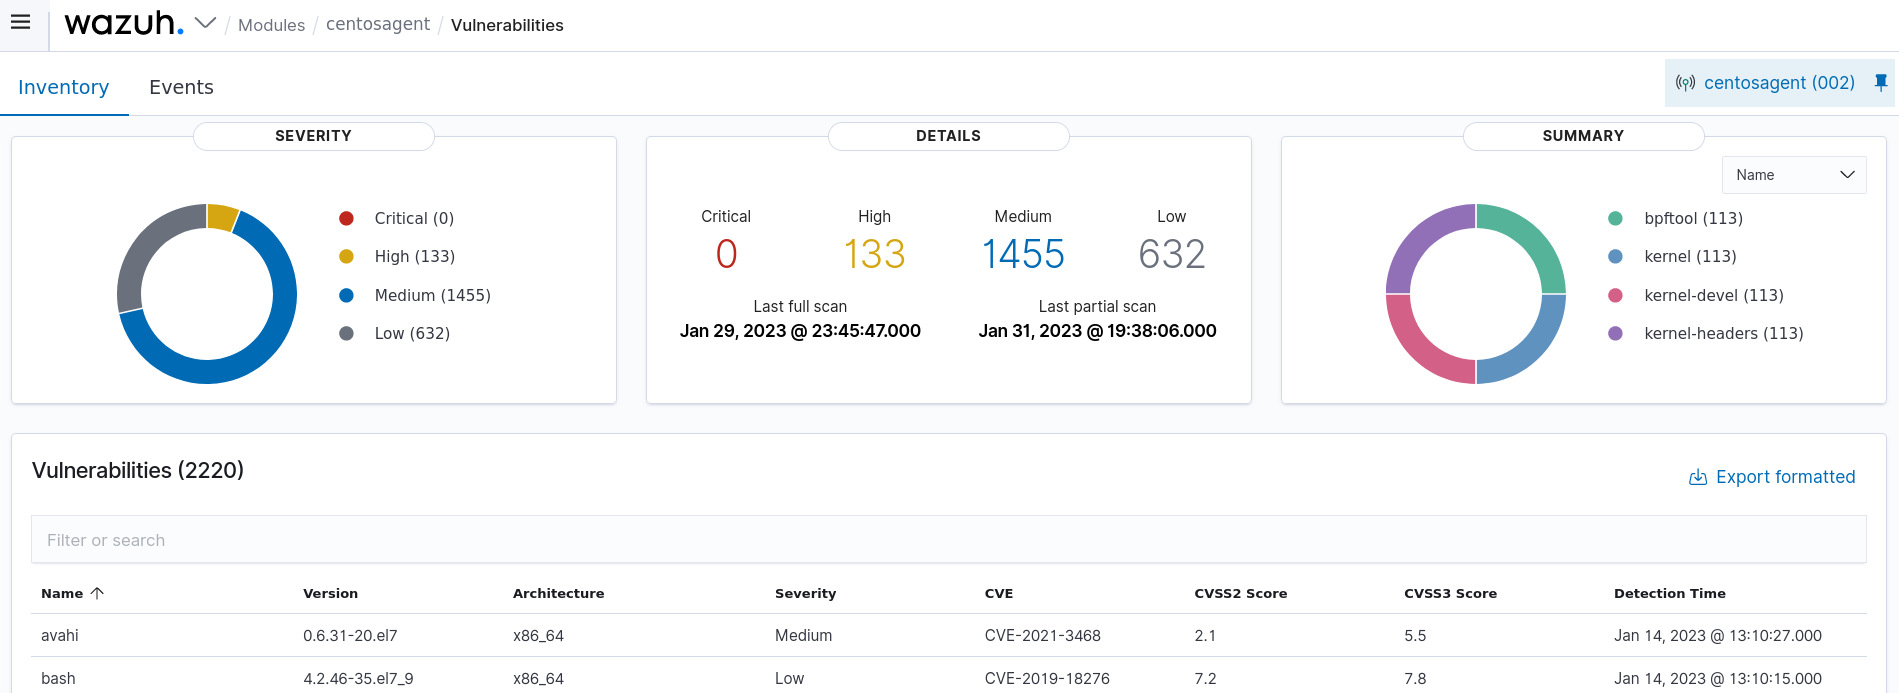 wazuh. / Modules / centosagent / Vulnerabilities
Inventory Events centosagent (002)
SEVERITY
Critical (0)
High (133)
Medium (1455)
Low (632)
DETAILS
Critical High Medium Low
0 133 1455 632
Last full scan Last partial scan
Jan 29, 2023 @ 23:45:47.000 Jan 31, 2023 @ 19:38:06.000
SUMMARY
Name
bpftool (113)
kernel (113)
kernel-devel (113)
kernel-headers (113)
Vulnerabilities (2220)
Export formatted
Filter or search
Name Version Architecture Severity CVE CVSS2 Score CVSS3 Score Detection Time
avahi 0.6.31-20.el7 x86_64 Medium CVE-2021-3468 2.1 5.5 Jan 14, 2023 @ 13:10:27.000
bash 4.2.46-35.el7_9 x86_64 Low CVE-2019-18276 7.2 7.8 Jan 14, 2023 @ 13:10:15.000